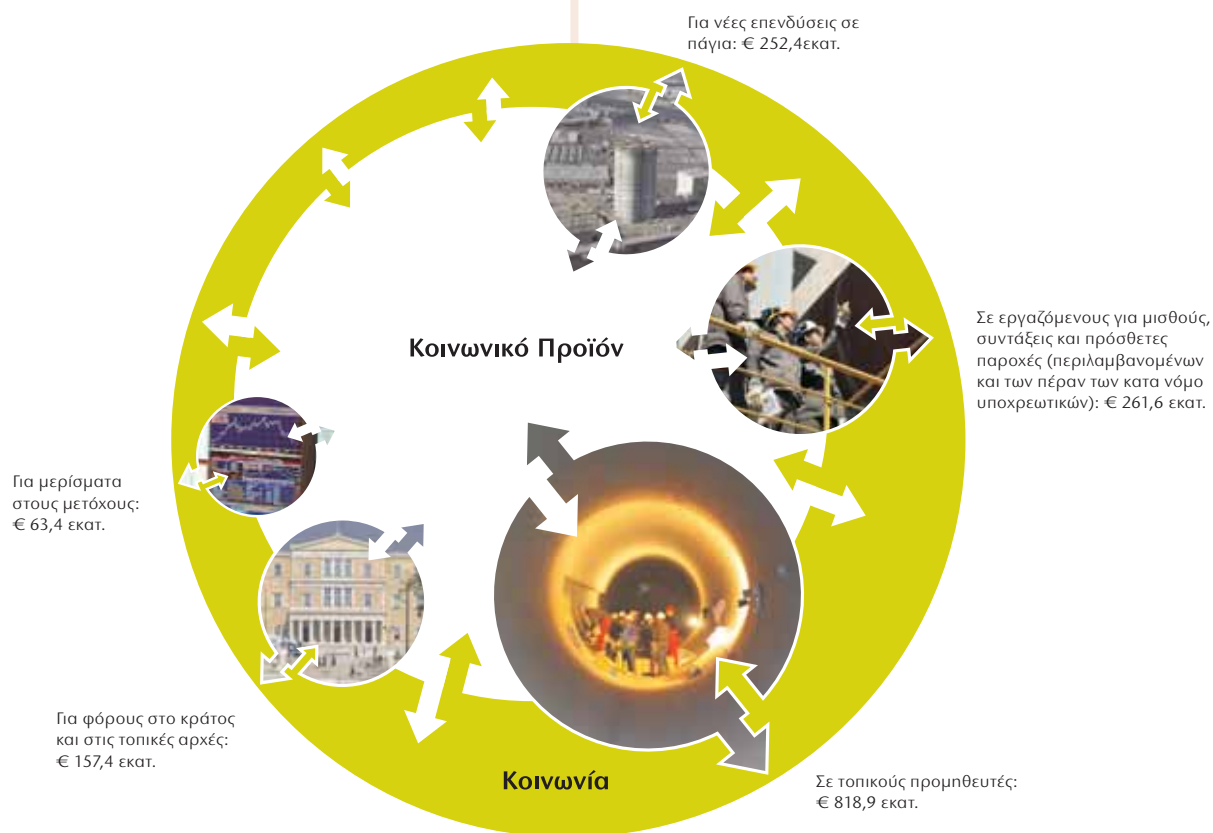 Για νέες επενδύσεις σε
πάγια: € 252,4εκατ.
Κοινωνικό Προϊόν
Σε εργαζόμενους για μισθούς,
συντάξεις και πρόσθετες
παροχές (περιλαμβανομένων
και των πέραν των κατα νόμο
υποχρεωτικών): € 261,6 εκατ.
Για μερίσματα
στους μετόχους:
€ 63,4 εκατ.
Για φόρους στο κράτος
και στις τοπικές αρχές:
€ 157,4 εκατ.
Κοινωνία
Σε τοπικούς προμηθευτές:
€ 818,9 εκατ.